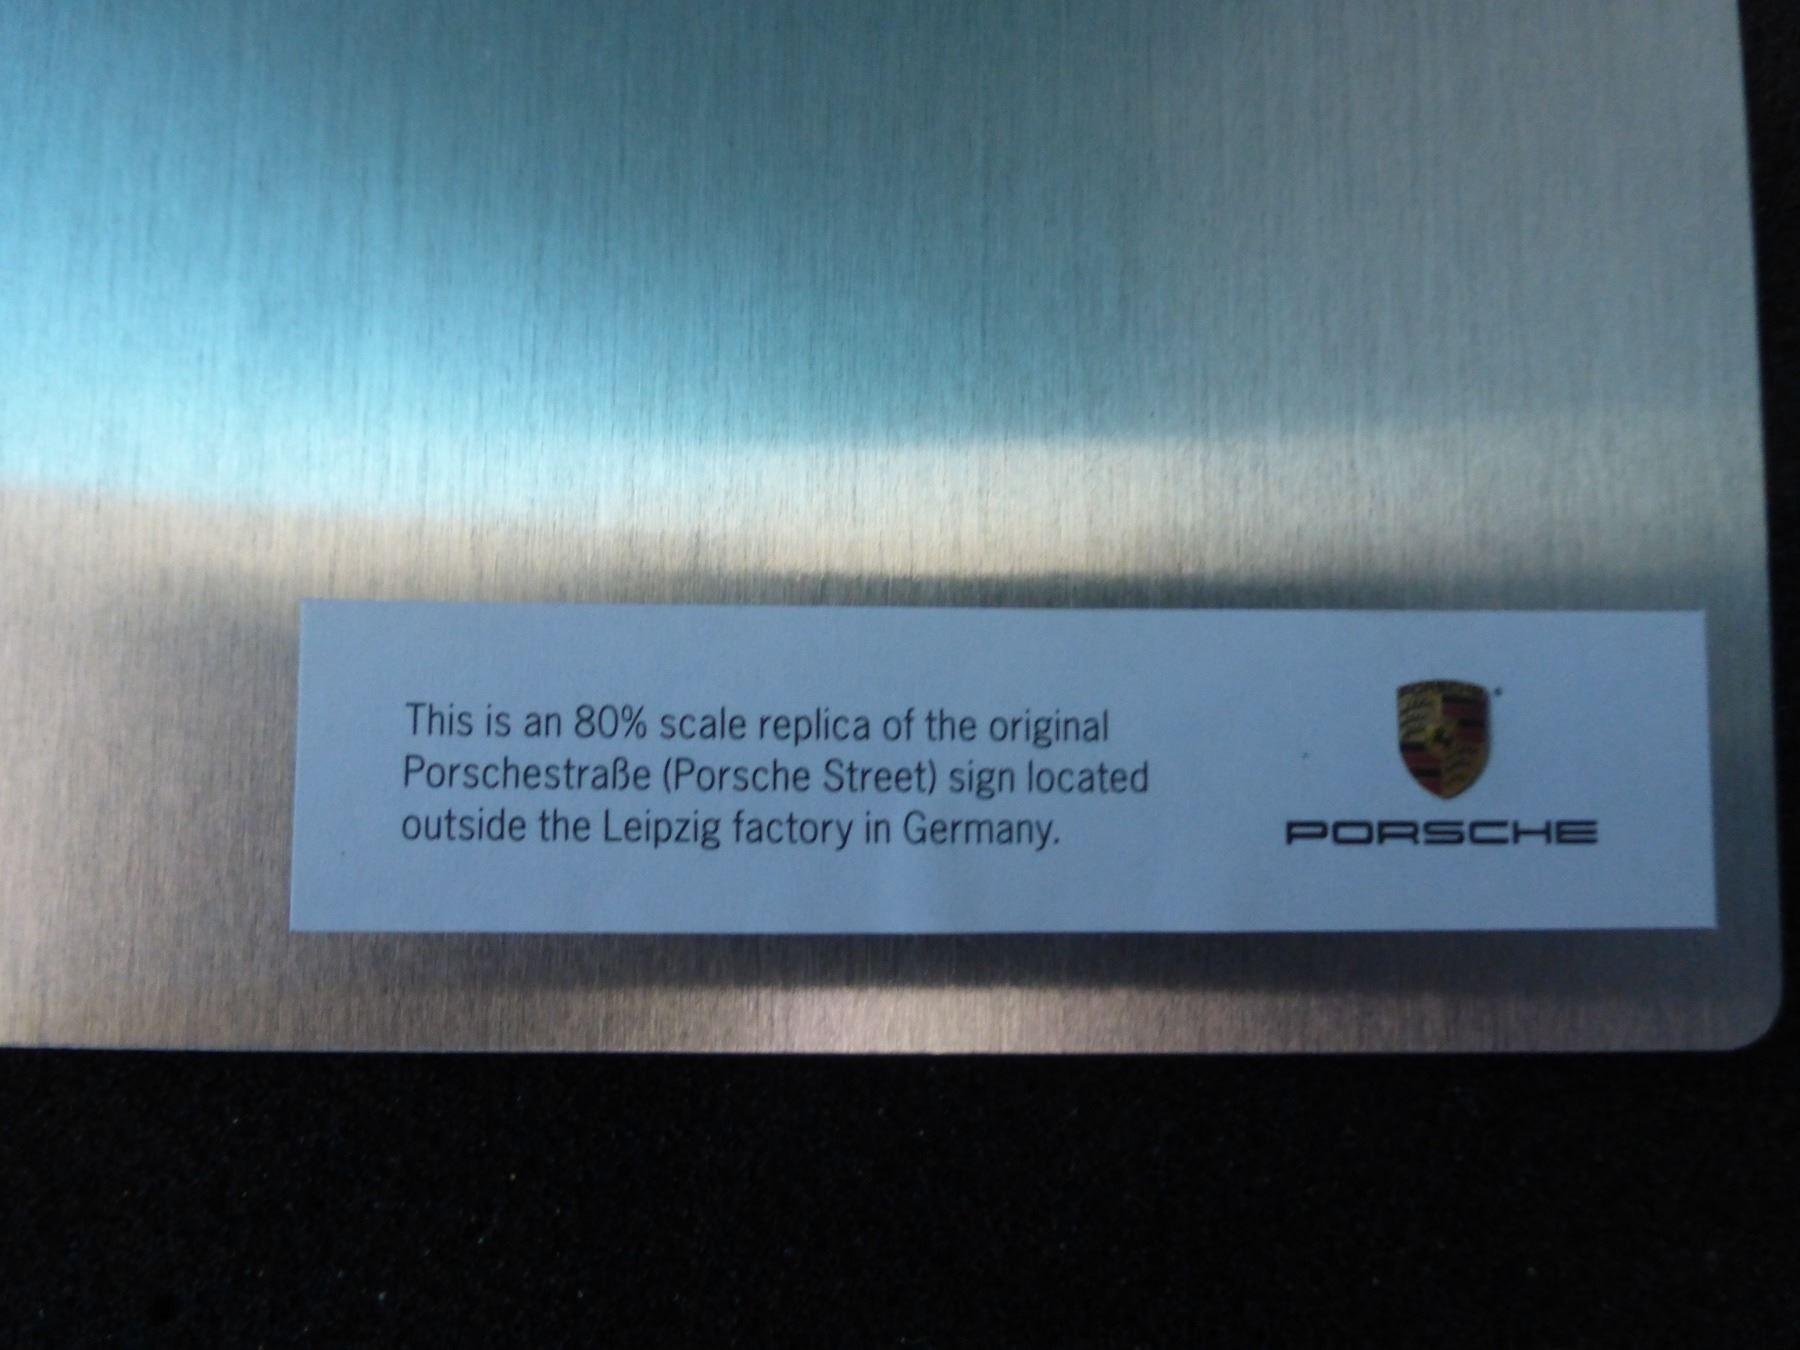 This is an 80% scale replica of the original
Porschestraße (Porsche Street) sign located
outside the Leipzig factory in Germany.
PORSCHE